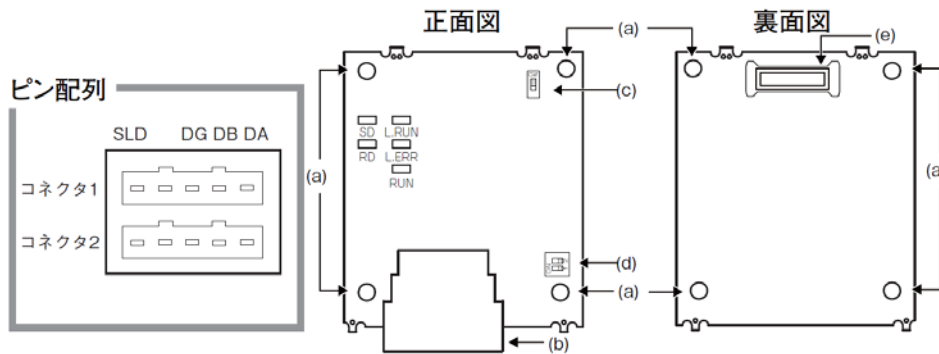 正面図
裏面図
(a)
(e)
(c)
ピン配列
SLD DG DB DA
コネクタ1
コネクタ2
SD L.RUN
RD L.ERR
RUN
(a)
(a
(d)
(a)
(b)